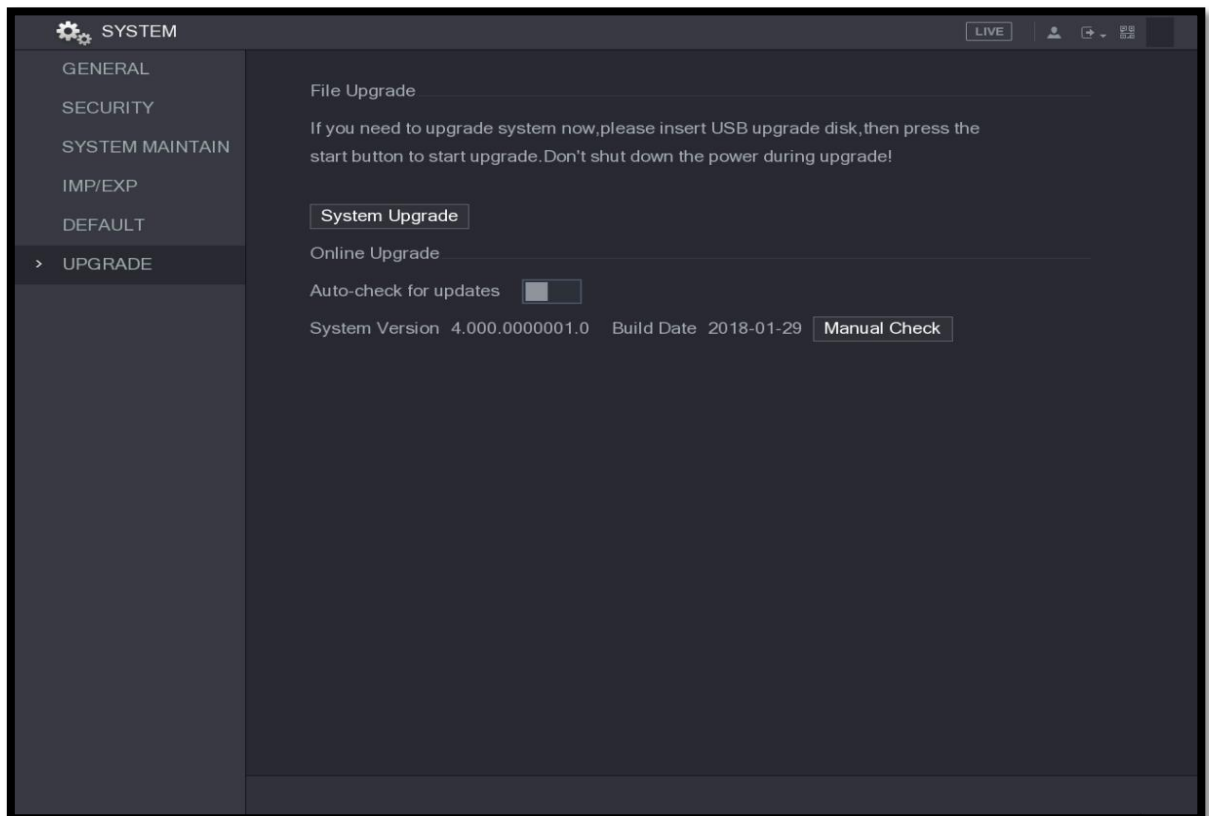 SYSTEM
LIVE
GENERAL
SECURITY
SYSTEM MAINTAIN
IMP/EXP
DEFAULT
> UPGRADE
File Upgrade
If you need to upgrade system now,please insert USB upgrade disk,then press the
start button to start upgrade.Don't shut down the power during upgrade!
System Upgrade
Online Upgrade
Auto-check for updates
System Version 4.000.0000001.0 Build Date 2018-01-29 Manual Check